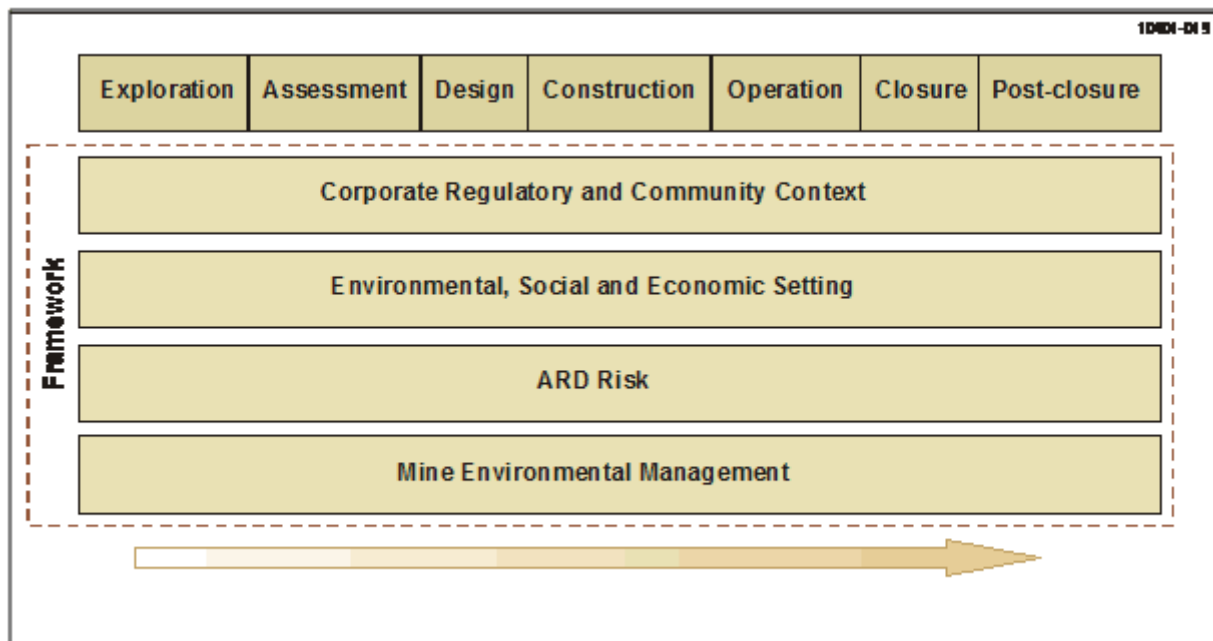 Exploration Assessment Design Construction Operation Closure Post-closure
Corporate Regulatory and Community Context
Environmental, Social and Economic Setting
ARD Risk
Mine Environmental Management
Framework